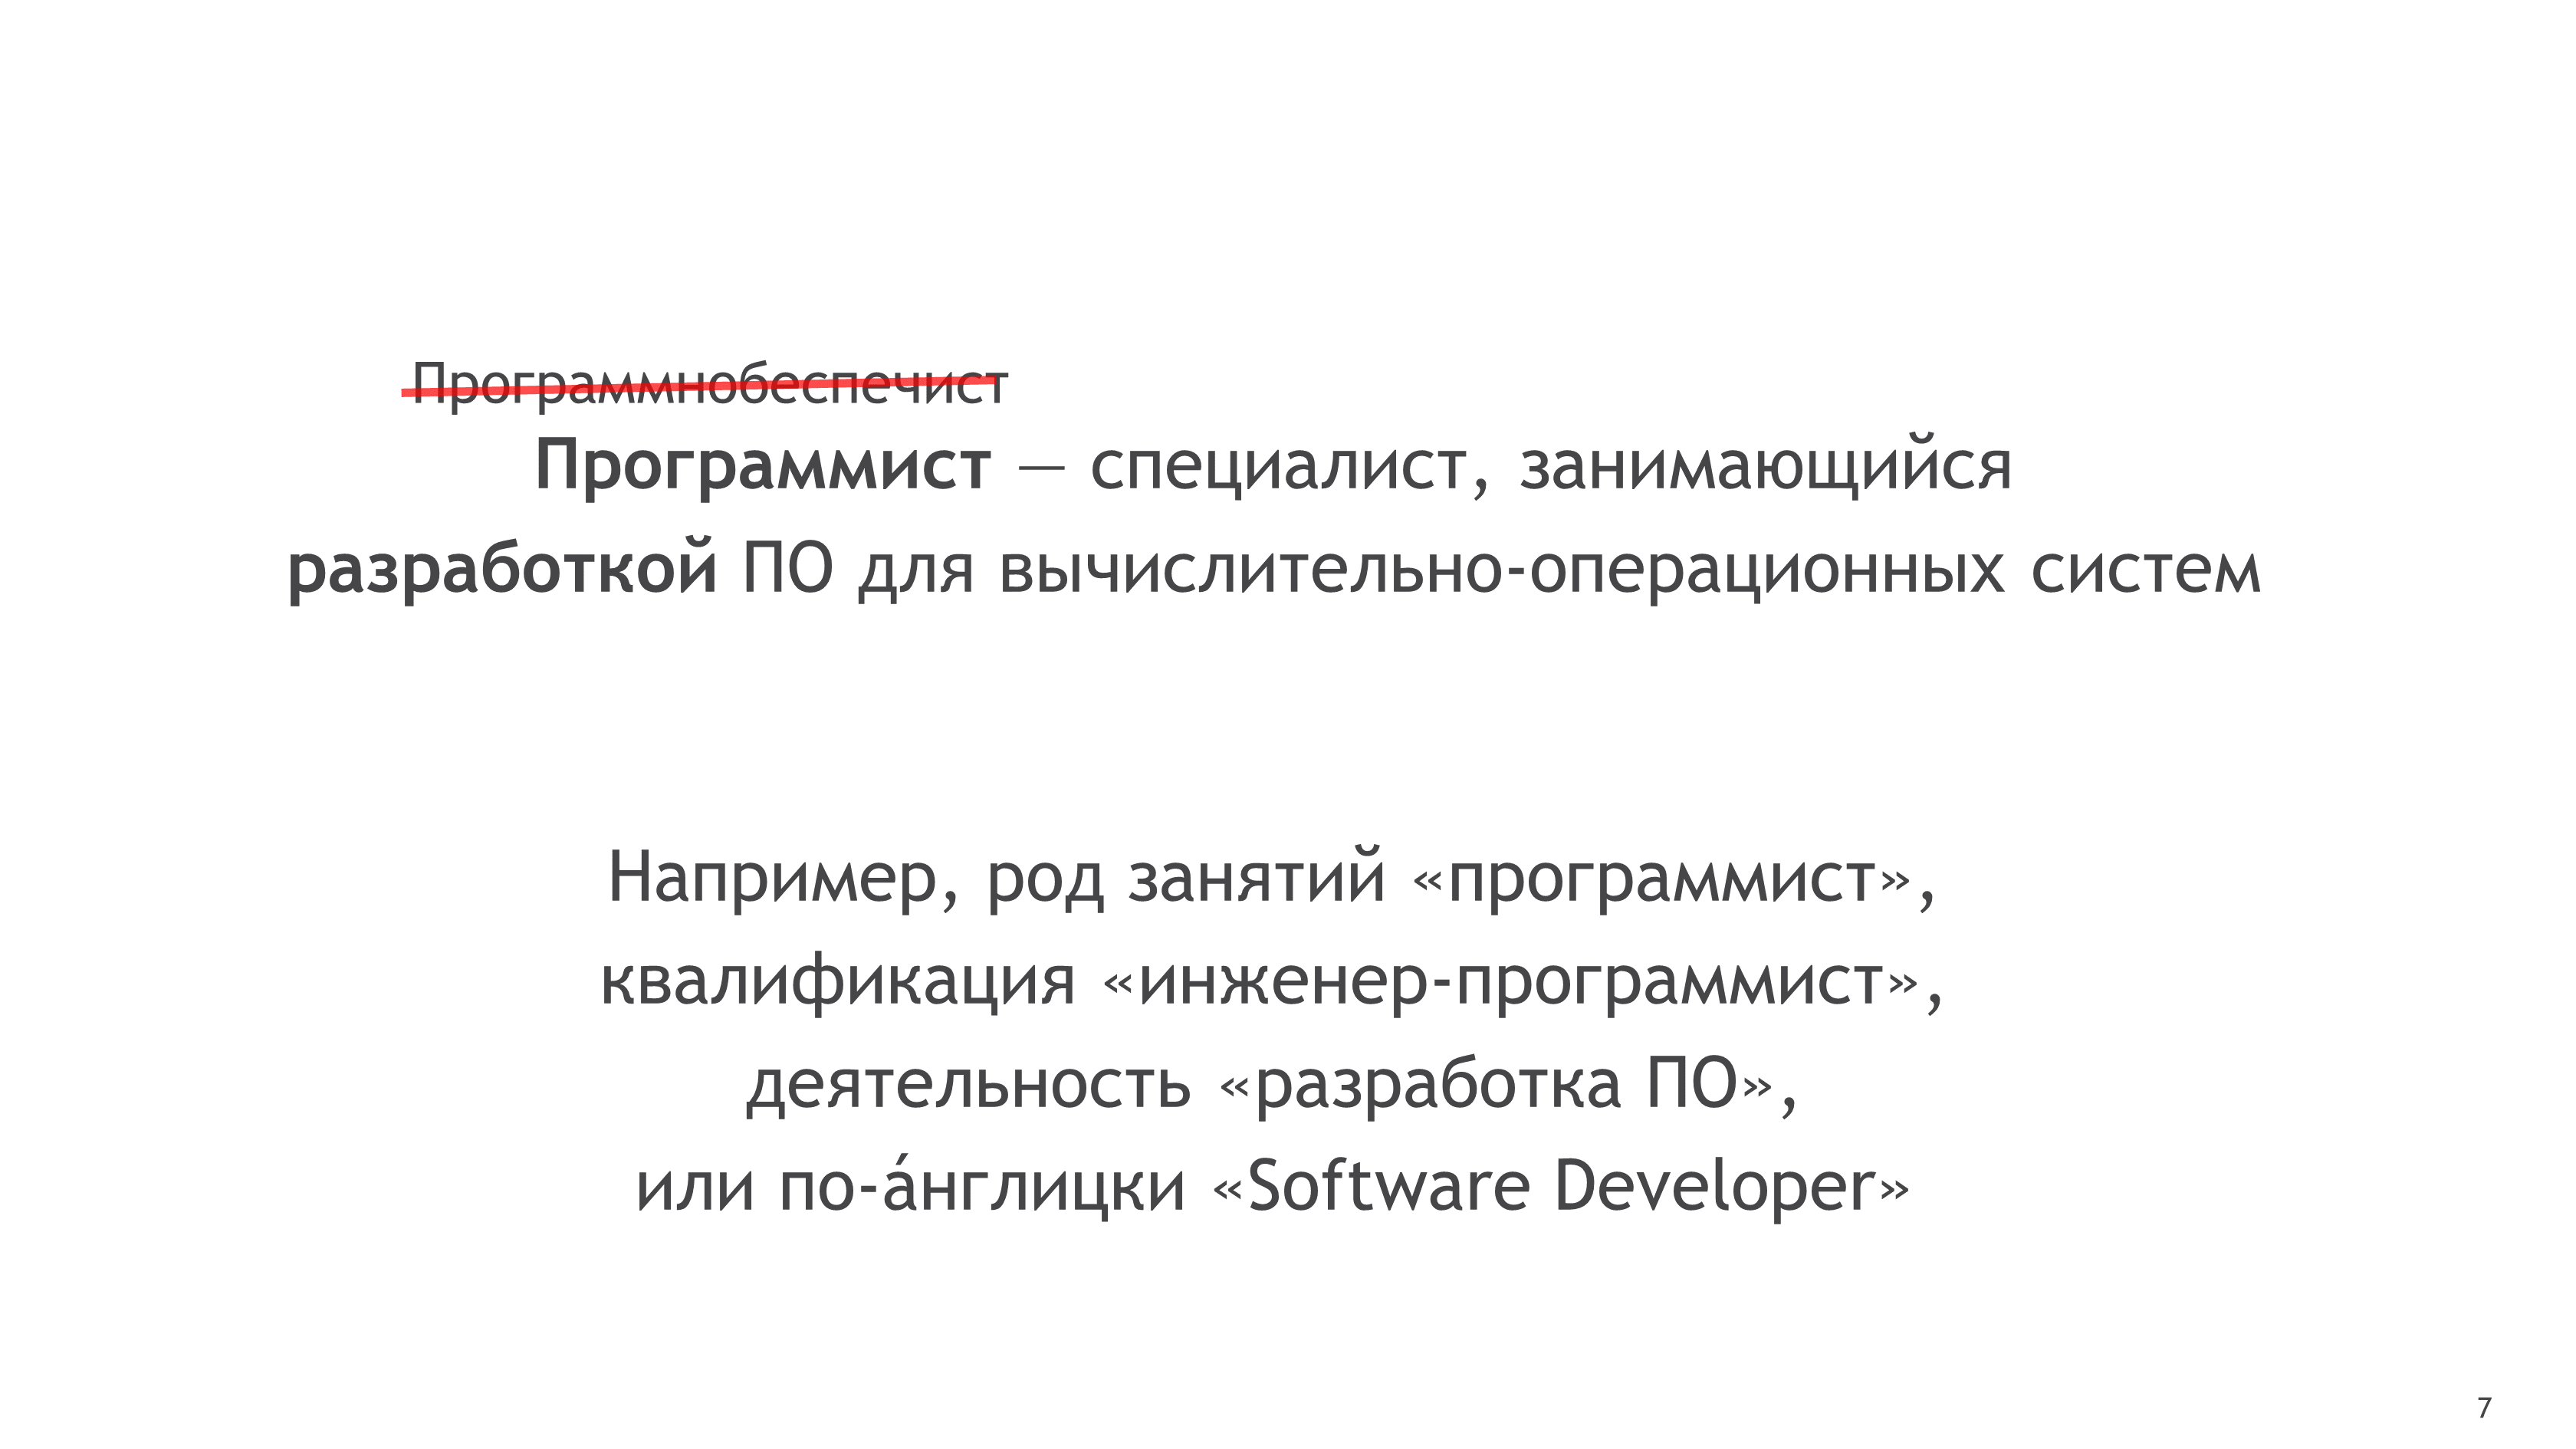 Программнобеспечист
Программист — специалист, занимающийся
разработкой ПО для вычислительно-операционных систем
Например, род занятий «программист»,
квалификация «инженер-программист»,
деятельность «разработка ПО»,
или по-а́нглицки «Software Developer»
7